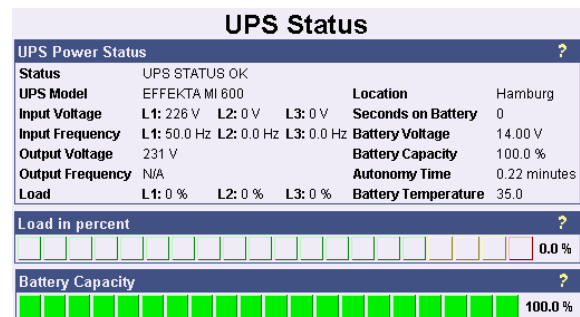 UPS Status
UPS Power Status ?
Status UPS STATUS OK
UPS Model EFFEKTA MI 600 Location Hamburg
Input Voltage L1: 226 V L2: 0 V L3: 0 V Seconds on Battery 0
Input Frequency L1: 50.0 Hz L2: 0.0 Hz L3: 0.0 Hz Battery Voltage 14.00 V
Output Voltage 231 V Battery Capacity 100.0 %
Output Frequency N/A Autonomy Time 0.22 minutes
Load L1: 0 % L2: 0 % L3: 0 % Battery Temperature 35.0
Load in percent ?
0.0 %
Battery Capacity ?
100.0 %